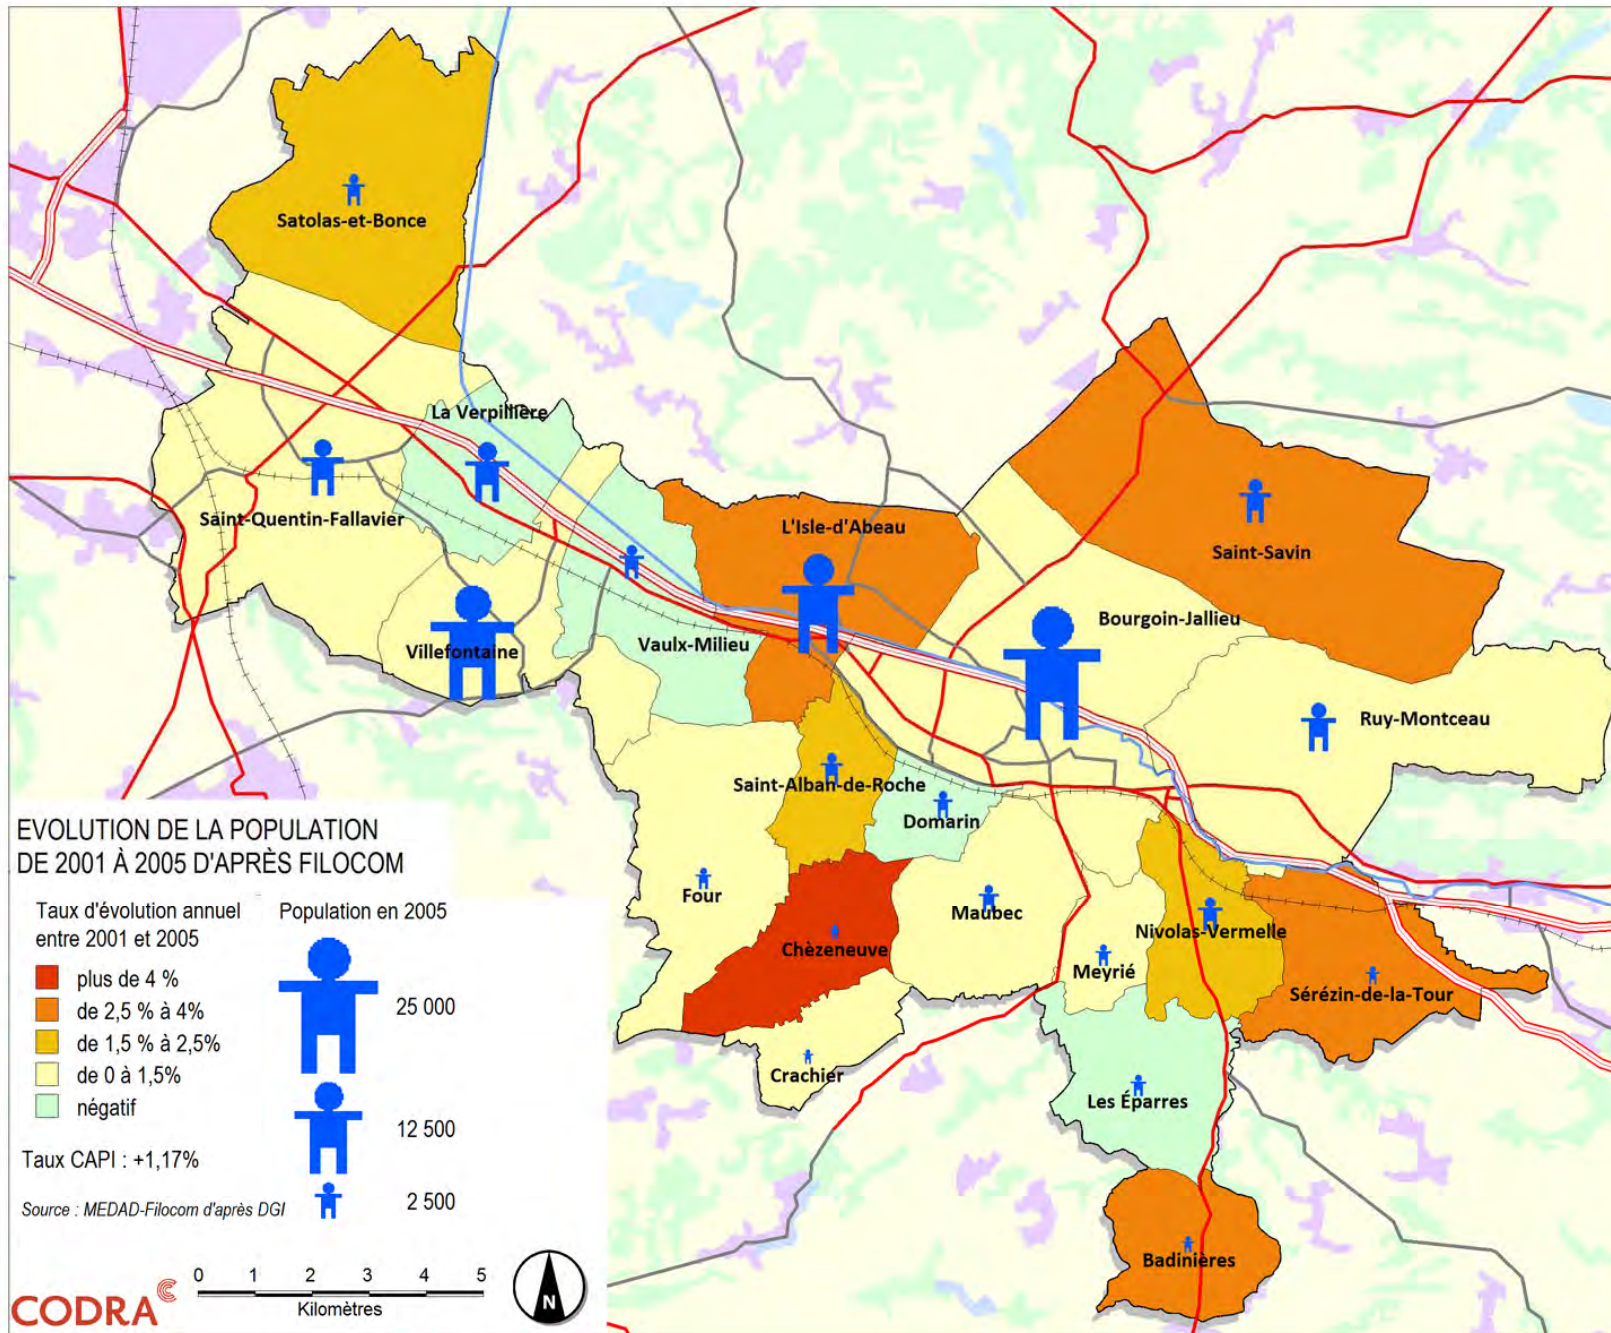 Satolas-et-Bonce
La Verpillière
Saint-Quentin-Fallavier
L'Isle-d'Abeau
Saint-Savin
Bourgoin-Jallieu
Villefontaine
Vaulx-Milieu
Ruy-Montceau
Saint-Alban-de-Roche
Domarin
Four
Maubec
Chèzeneuve
Nivolas-Vermelle
Meyrié
Sérézin-de-la-Tour
Crachier
Les Éparres
Badinières
EVOLUTION DE LA POPULATION
DE 2001 À 2005 D'APRÈS FILOCOM
Taux d'évolution annuel
entre 2001 et 2005
plus de 4 %
de 2,5 % à 4%
de 1,5 % à 2,5%
de 0 à 1,5%
négatif
Population en 2005
25 000
12 500
2 500
Taux CAPI : +1,17%
Source : MEDAD-Filocom d'après DGI
0 1 2 3 4 5
Kilomètres
N
CODRA